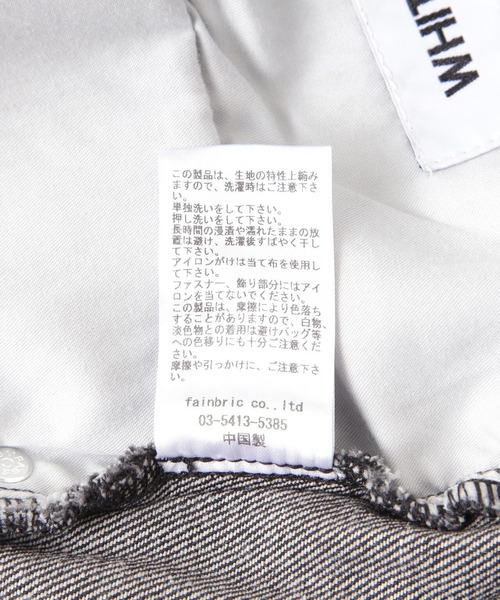 WHIT
この製品は、生地の特性上縮み
ますので、洗濯時はご注意下さ
い。
単独洗いをして下さい。
押し洗いをして下さい。
長時間の浸漬や濡れたままの放
置は避け、洗濯後すばやく干し
て下さい。
アイロンがけは当て布を使用し
て下さい。
ファスナー、飾り部分にはアイ
ロンを当てないでください。
この製品は、摩擦により色落ち
することがありますので、白物、
淡色物との着用は避けバッグ等
への色移りにも十分ご注意くだ
さい。
摩擦や引っかけに、ご注意下さ
い。
fainbric co.,ltd
03-5413-5385
中国製